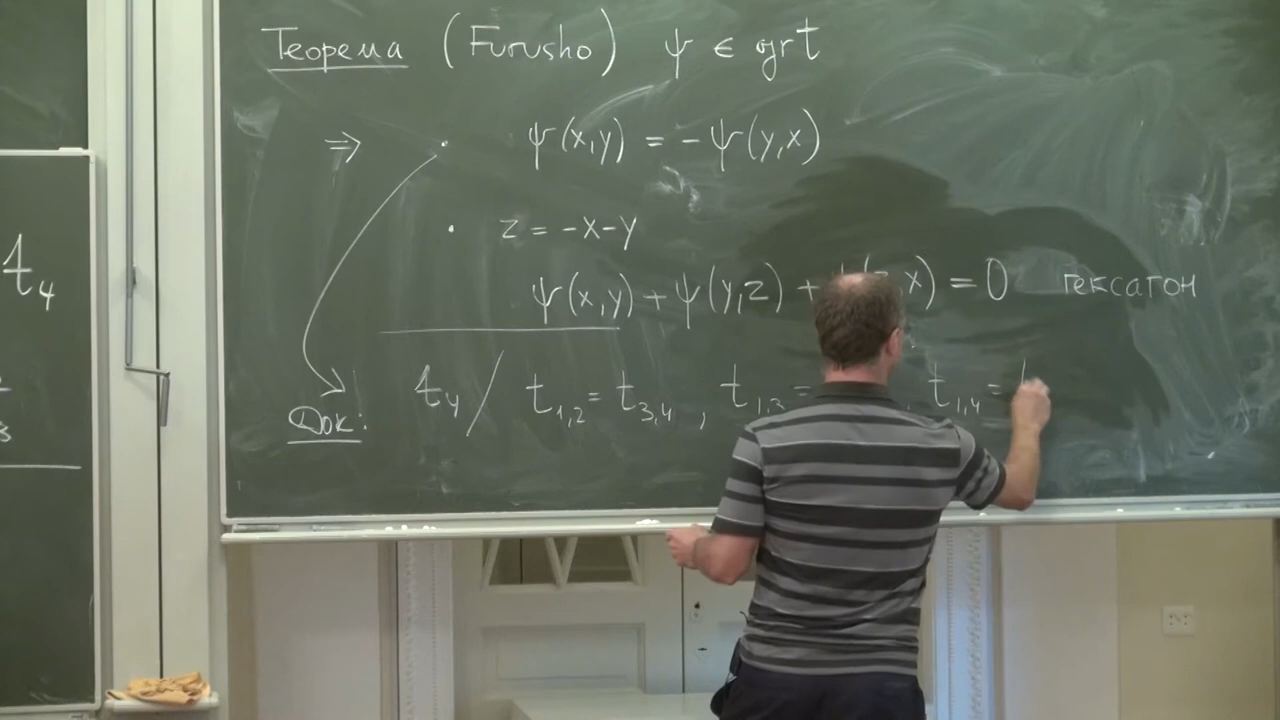 Теорема (Furusho) ψ ∈ grt
⇒ · ψ(x,y) = -ψ(y,x)
· z = -x-y
ψ(x,y) + ψ(y,z) + ψ( x) = 0 гексагон
Док: t₄ / t₁,₂ = t₃,₄ , t₁,₃ = t₁,₄ =
t₄